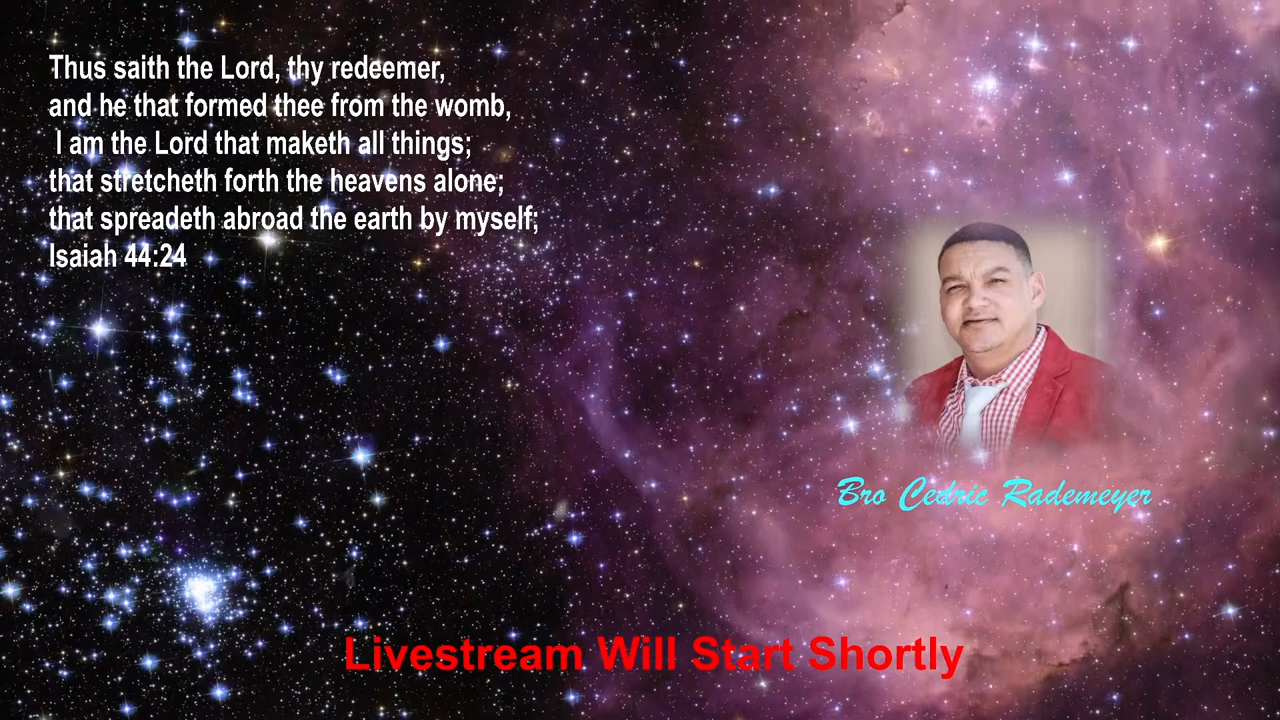 Thus saith the Lord, thy redeemer,
and he that formed thee from the womb,
I am the Lord that maketh all things;
that stretcheth forth the heavens alone;
that spreadeth abroad the earth by myself;
Isaiah 44:24
Bro Cedric Rademeyer
Livestream Will Start Shortly